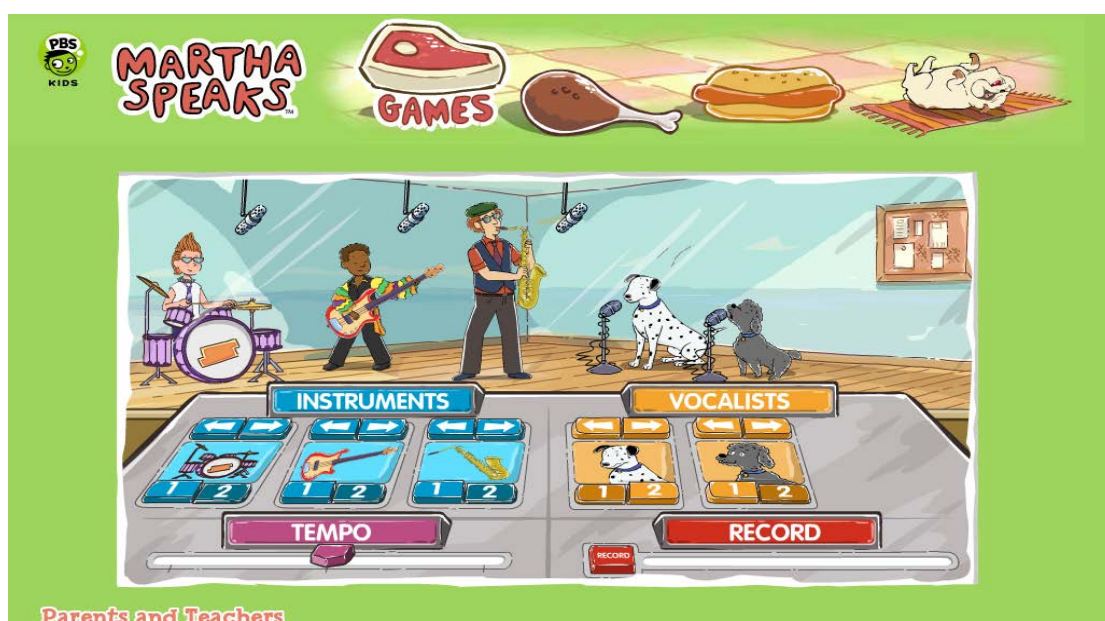 PBS
KIDS
MARTHA
SPEAKS
TM
GAMES
INSTRUMENTS
VOCALISTS
1 2
1 2
1 2
1 2
1 2
TEMPO
RECORD
RECORD
Parents and Teachers